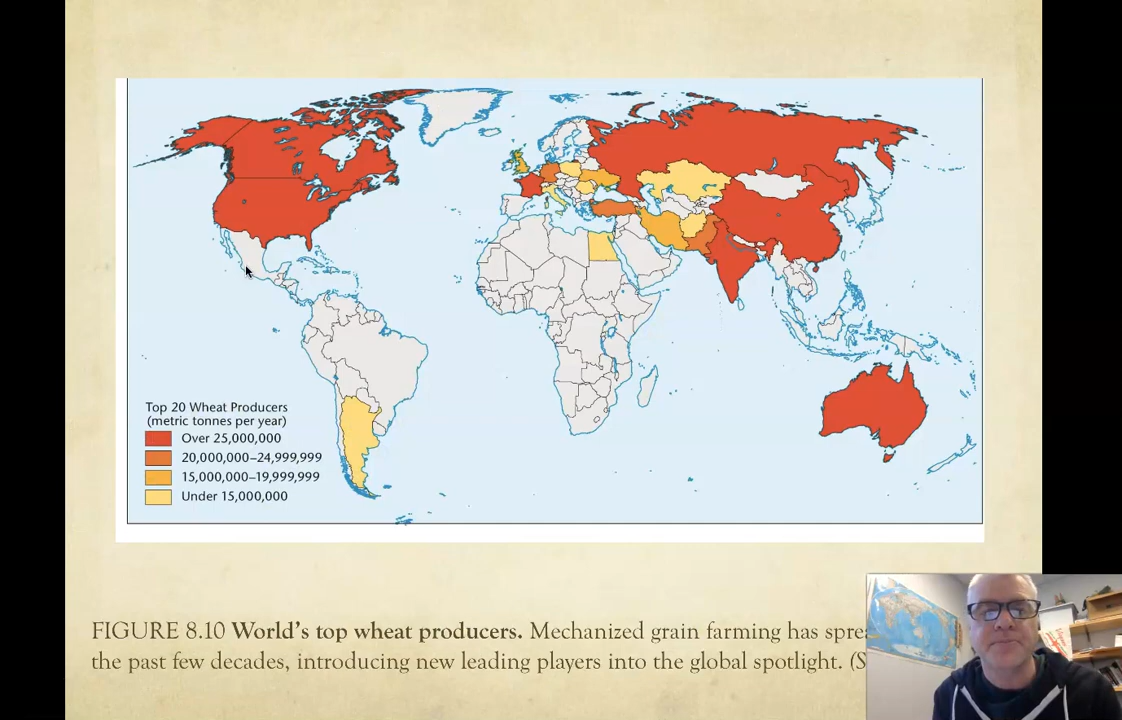 Top 20 Wheat Producers
(metric tonnes per year)
Over 25,000,000
20,000,000–24,999,999
15,000,000–19,999,999
Under 15,000,000
FIGURE 8.10 World's top wheat producers. Mechanized grain farming has
the past few decades, introducing new leading players into the global spotlight.